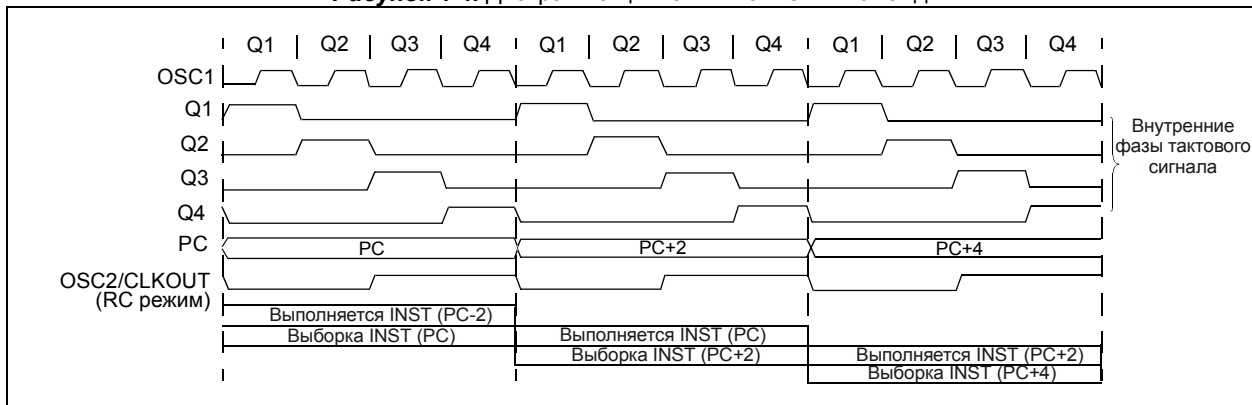 Q1 Q2 Q3 Q4 Q1 Q2 Q3 Q4 Q1 Q2 Q3 Q4
OSC1
Q1
Q2
Q3
Q4
Внутренние
фазы тактового
сигнала
PC PC PC+2 PC+4
OSC2/CLKOUT
(RC режим)
Выполняется INST (PC-2)
Выборка INST (PC) Выполняется INST (PC)
Выборка INST (PC+2) Выполняется INST (PC+2)
Выборка INST (PC+4)